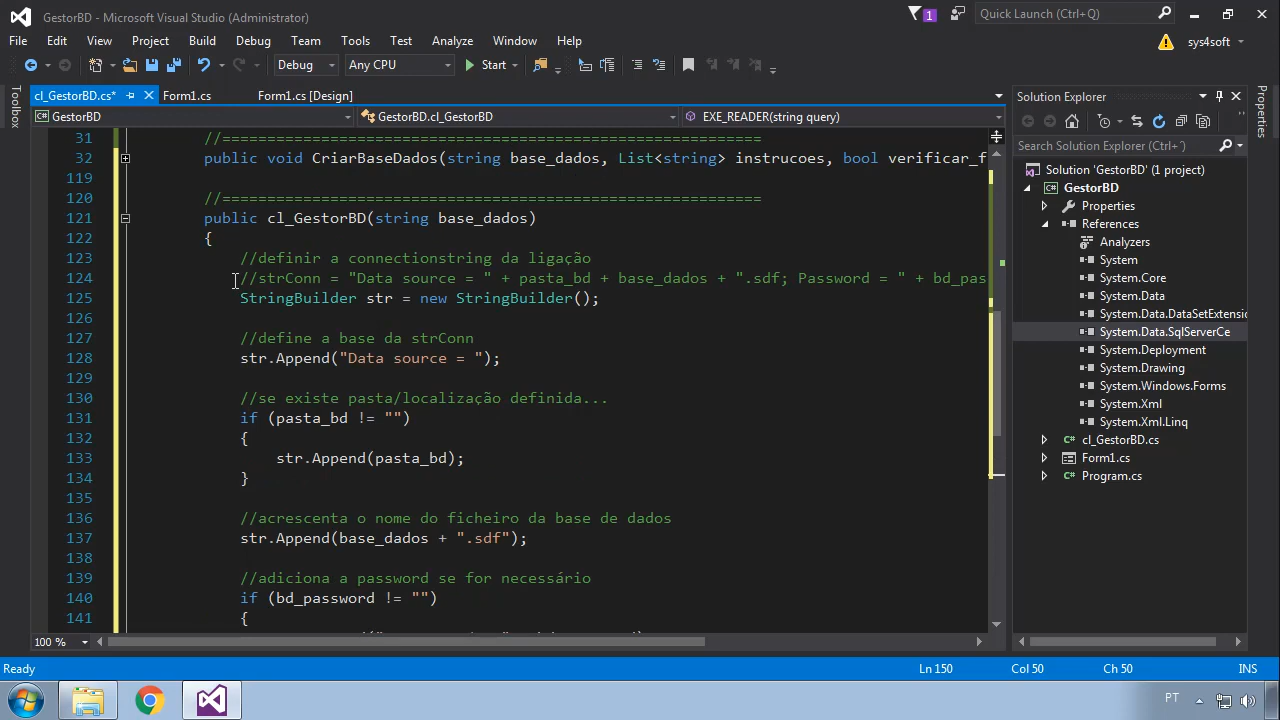 GestorBD - Microsoft Visual Studio (Administrator)
1
Quick Launch (Ctrl+Q)
File Edit View Project Build Debug Team Tools Test Analyze Window Help
sys4soft
Debug Any CPU Start
Toolbox
cl_GestorBD.cs* Form1.cs Form1.cs [Design]
GestorBD GestorBD.cl_GestorBD EXE_READER(string query)
31 //============================================================
32 public void CriarBaseDados(string base_dados, List<string> instrucoes, bool verificar_f
119
120 //============================================================
121 public cl_GestorBD(string base_dados)
122 {
123 //definir a connectionstring da ligação
124 //strConn = "Data source = " + pasta_bd + base_dados + ".sdf; Password = " + bd_pas
125 StringBuilder str = new StringBuilder();
126
127 //define a base da strConn
128 str.Append("Data source = ");
129
130 //se existe pasta/localização definida...
131 if (pasta_bd != "")
132 {
133 str.Append(pasta_bd);
134 }
135
136 //acrescenta o nome do ficheiro da base de dados
137 str.Append(base_dados + ".sdf");
138
139 //adiciona a password se for necessário
140 if (bd_password != "")
141 {
100 %
Solution Explorer
Search Solution Explorer (Ctrl+´)
Solution 'GestorBD' (1 project)
GestorBD
Properties
References
Analyzers
System
System.Core
System.Data
System.Data.DataSetExtensio
System.Data.SqlServerCe
System.Deployment
System.Drawing
System.Windows.Forms
System.Xml
System.Xml.Linq
cl_GestorBD.cs
Form1.cs
Program.cs
Properties
Ready Ln 150 Col 50 Ch 50 INS
PT